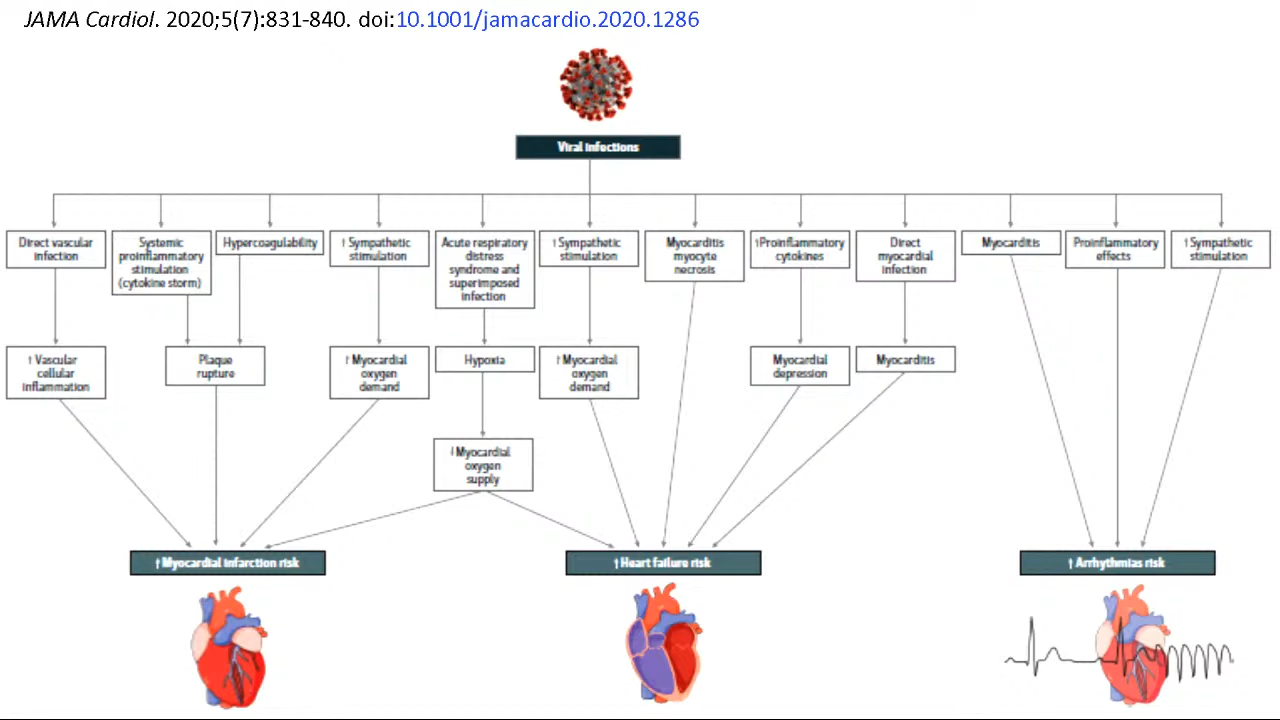 JAMA Cardiol. 2020;5(7):831-840. doi:10.1001/jamacardio.2020.1286
Viral infections
Direct vascular
infection
Systemic
proinflammatory
stimulation
(cytokine storm)
Hypercoagulability
↑ Sympathetic
stimulation
Acute respiratory
distress
syndrome and
superimposed
infection
↑ Sympathetic
stimulation
Myocarditis
myocyte
necrosis
↑Proinflammatory
cytokines
Direct
myocardial
infection
Myocarditis
Proinflammatory
effects
↑ Sympathetic
stimulation
↑ Vascular
cellular
inflammation
Plaque
rupture
↑ Myocardial
oxygen
demand
Hypoxia
↑ Myocardial
oxygen
demand
Myocardial
depression
Myocarditis
↓ Myocardial
oxygen
supply
↑ Myocardial infarction risk
↑ Heart failure risk
↑ Arrhythmias risk